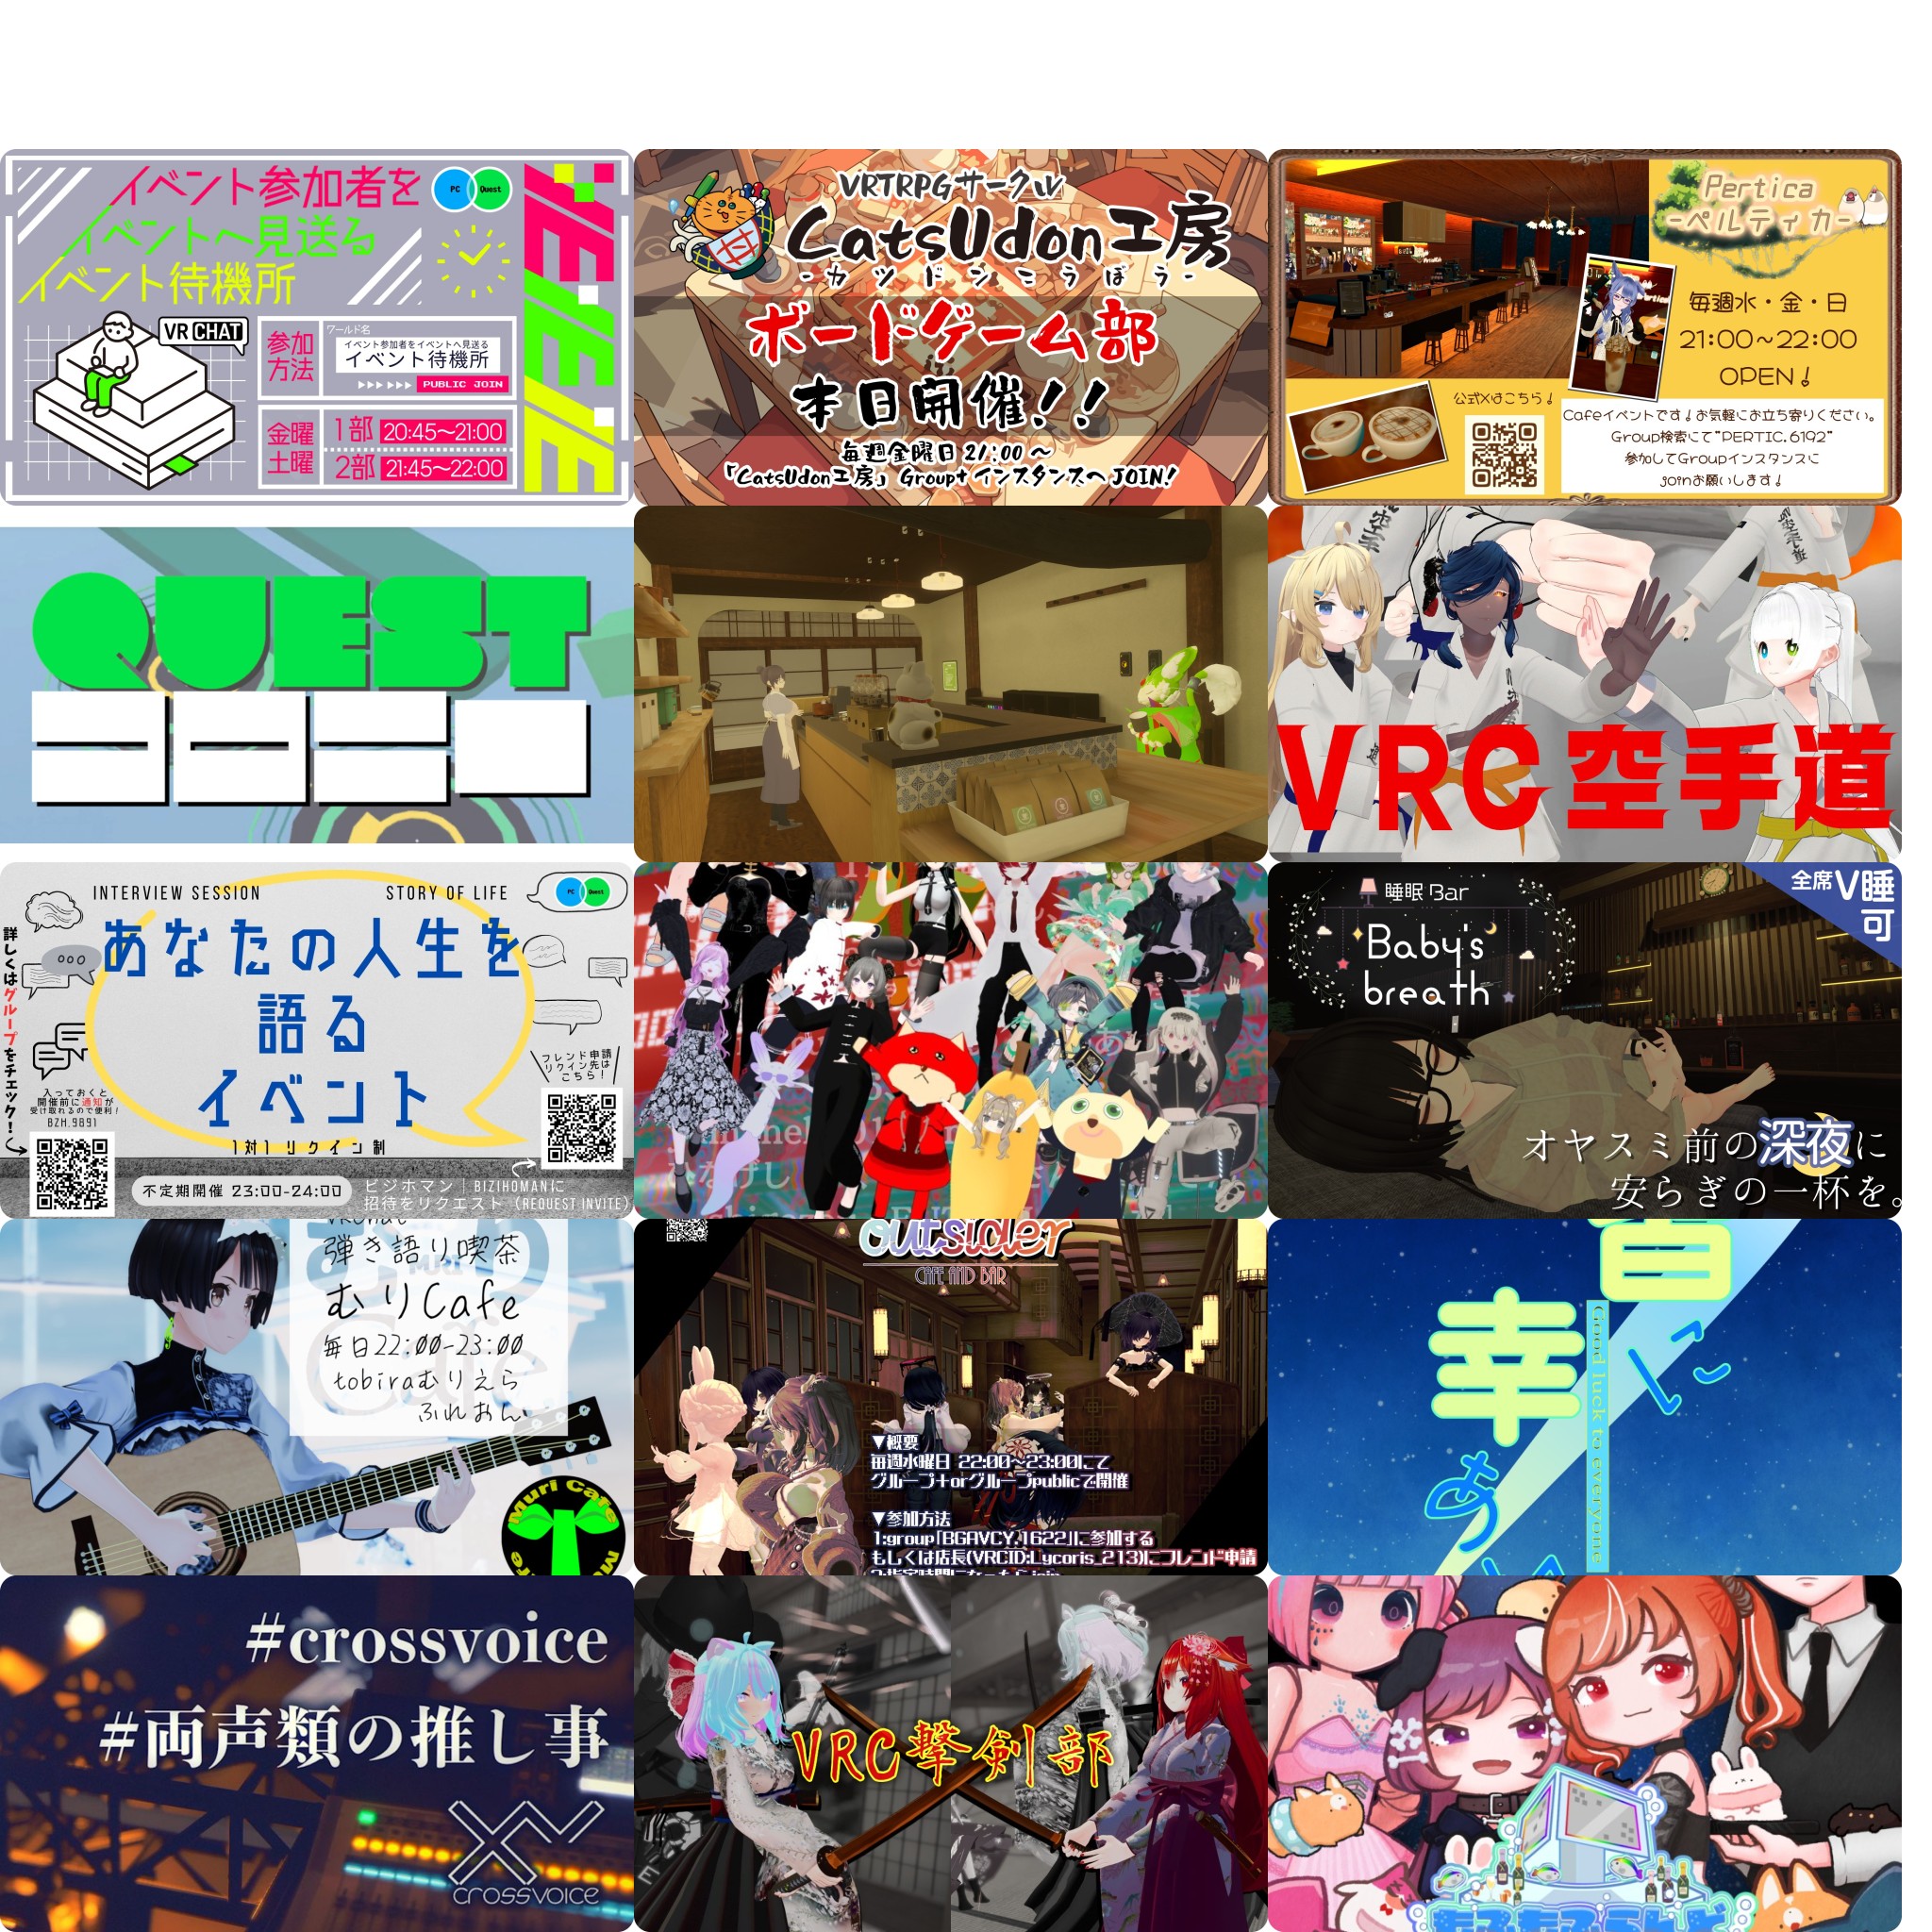 イベント参加者を
イベントへ見送る
イベント待機所
PC Quest
VRCHAT
参加
方法
ワールド名
イベント参加者をイベントへ見送る
イベント待機所
PUBLIC JOIN
金曜
土曜
1部 20:45~21:00
2部 21:45~22:00
VRTRPGサークル
CatsUdon工房
-カツドンこうぼう-
ボードゲーム部
本日開催!!
毎週金曜日 21:00 ~
「CatsUdon工房」 Group+ インスタンスへ JOIN!
Pertica
-ペルティカ-
毎週水・金・日
21:00~22:00
OPEN!
公式Xはこちら!
Cafeイベントです!お気軽にお立ち寄りください。
Group検索にて"PERTIC.6192"
参加してGroupインスタンスに
joinお願いします!
QUEST
VRC空手道
INTERVIEW SESSION
STORY OF LIFE
PC Quest
あなたの人生を
語る
イベント
1対1 リクイン制
詳しくはグループをチェック!
入っておくと
開催前に通知が
受け取れるので便利!
BZH.9891
フレンド申請
リクイン先は
こちら!
不定期開催 23:00-24:00
ビジホマン|BIZIHOMANに
招待をリクエスト(REQUEST INVITE)
睡眠 Bar
Baby's
breath
全席V睡
可
オヤスミ前の深夜に
安らぎの一杯を。
VRChat
弾き語り喫茶
むりCafe
毎日22:00-23:00
tobiraむりえら
ふれおん
Muri Cafe
outsider
CAFE AND BAR
▼概要
毎週水曜日 22:00~23:00にて
グループ+orグループpublicで開催
▼参加方法
1:group「BGAVCY.1622」に参加する
もしくは店長(VRCID:Lycoris_213)にフレンド申請
皆に
幸あ
Good luck to everyone
#crossvoice
#両声類の推し事
crossvoice
VRC撃剣部